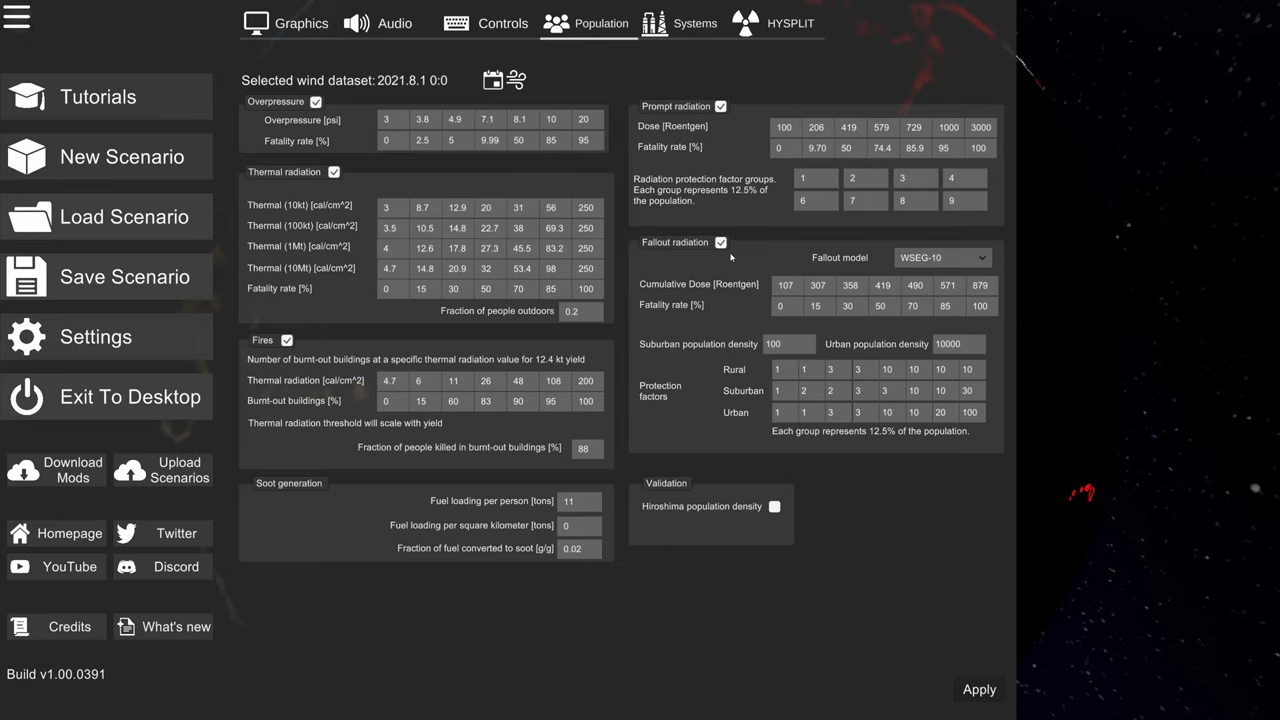 Graphics Audio Controls Population Systems HYSPLIT
Tutorials
New Scenario
Load Scenario
Save Scenario
Settings
Exit To Desktop
Download Mods
Upload Scenarios
Homepage
Twitter
YouTube
Discord
Credits
What's new
Build v1.00.0391
Selected wind dataset: 2021.8.1 0:0
Overpressure
Overpressure [psi] 3 3.8 4.9 7.1 8.1 10 20
Fatality rate [%] 0 2.5 5 9.99 50 85 95
Thermal radiation
Thermal (10kt) [cal/cm^2] 3 8.7 12.9 20 31 56 250
Thermal (100kt) [cal/cm^2] 3.5 10.5 14.8 22.7 38 69.3 250
Thermal (1Mt) [cal/cm^2] 4 12.6 17.8 27.3 45.5 83.2 250
Thermal (10Mt) [cal/cm^2] 4.7 14.8 20.9 32 53.4 98 250
Fatality rate [%] 0 15 30 50 70 85 100
Fraction of people outdoors 0.2
Fires
Number of burnt-out buildings at a specific thermal radiation value for 12.4 kt yield
Thermal radiation [cal/cm^2] 4.7 6 11 26 48 108 200
Burnt-out buildings [%] 0 15 60 83 90 95 100
Thermal radiation threshold will scale with yield
Fraction of people killed in burnt-out buildings [%] 88
Soot generation
Fuel loading per person [tons] 11
Fuel loading per square kilometer [tons] 0
Fraction of fuel converted to soot [g/g] 0.02
Prompt radiation
Dose [Roentgen] 100 206 419 579 729 1000 3000
Fatality rate [%] 0 9.70 50 74.4 85.9 95 100
Radiation protection factor groups.
Each group represents 12.5% of
the population.
1 2 3 4
6 7 8 9
Fallout radiation
Fallout model WSEG-10
Cumulative Dose [Roentgen] 107 307 358 419 490 571 879
Fatality rate [%] 0 15 30 50 70 85 100
Suburban population density 100 Urban population density 10000
Protection
factors
Rural 1 1 3 3 10 10 10 10
Suburban 1 2 2 3 3 10 10 30
Urban 1 1 3 3 10 10 20 100
Each group represents 12.5% of the population.
Validation
Hiroshima population density
Apply